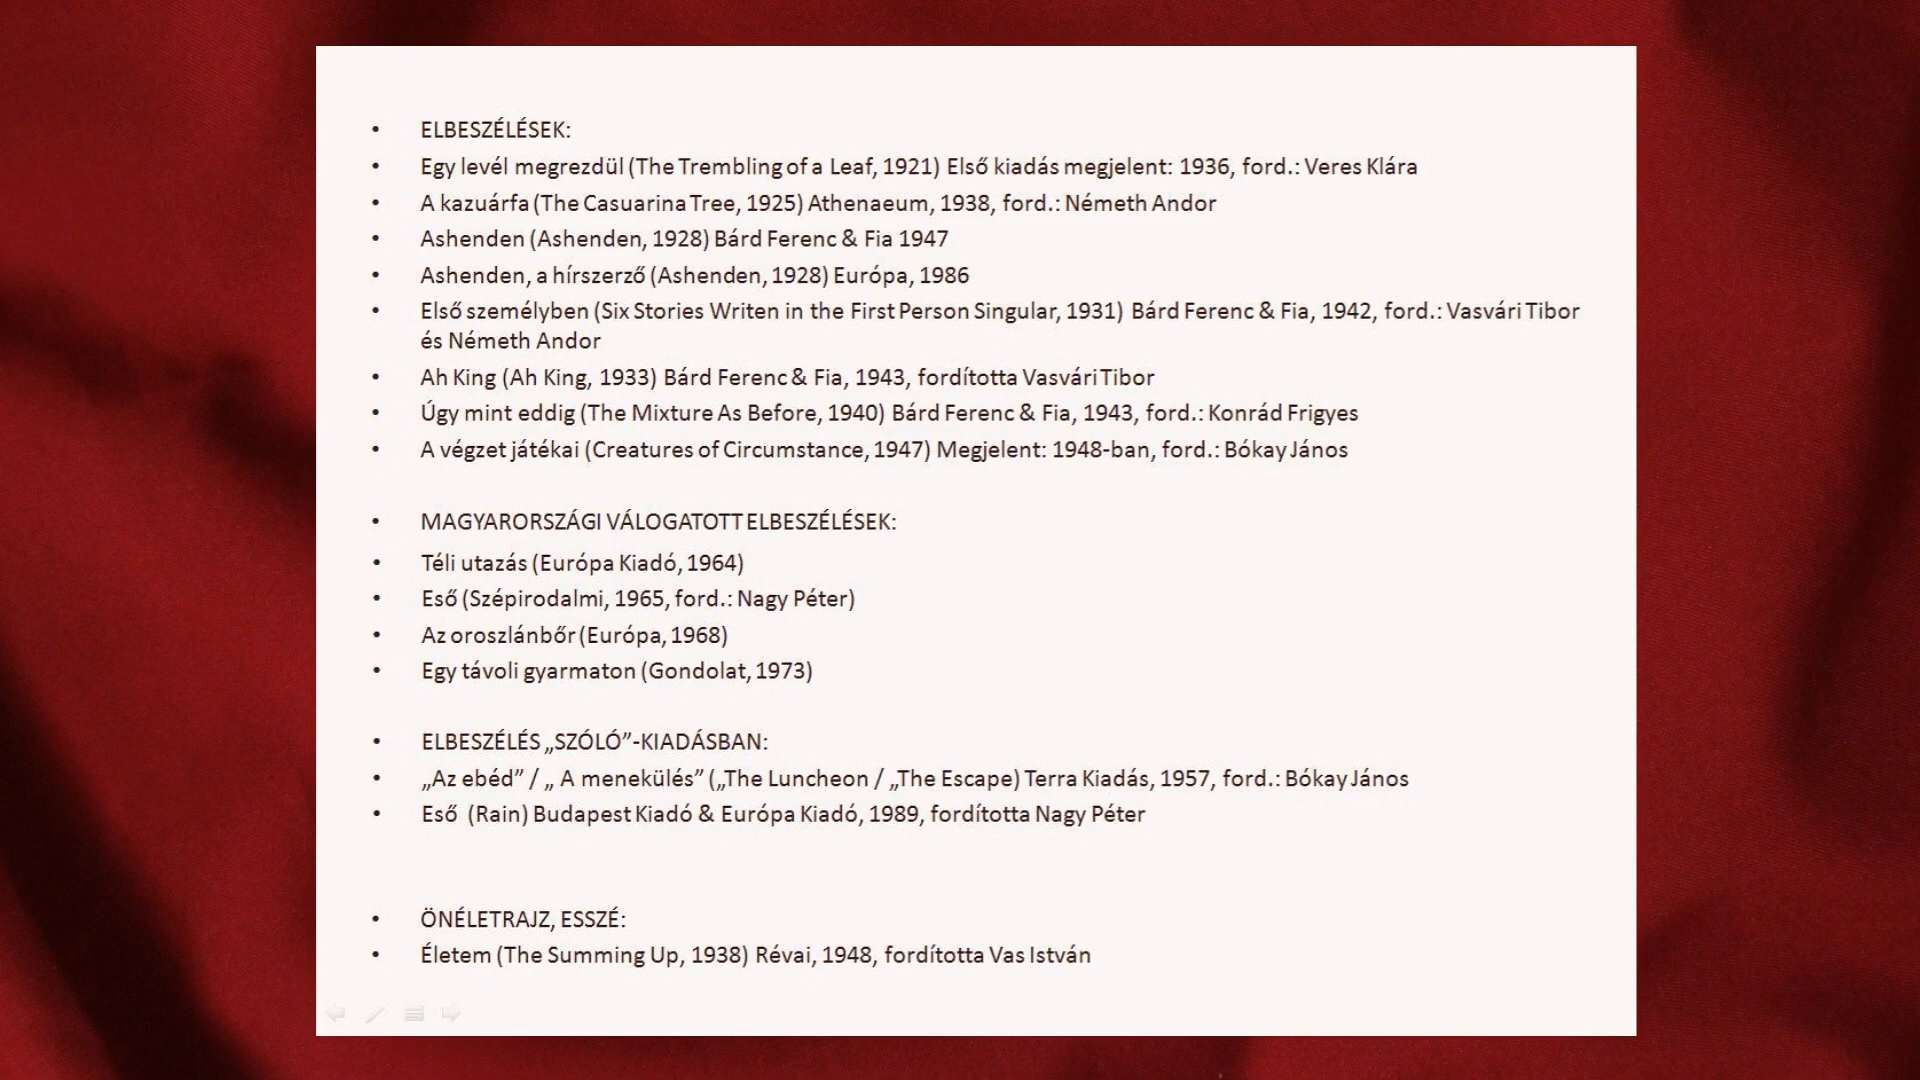 • ELBESZÉLÉSEK:
• Egy levél megrezdül (The Trembling of a Leaf, 1921) Első kiadás megjelent: 1936, ford.: Veres Klára
• A kazuárfa (The Casuarina Tree, 1925) Athenaeum, 1938, ford.: Németh Andor
• Ashenden (Ashenden, 1928) Bárd Ferenc & Fia 1947
• Ashenden, a hírszerző (Ashenden, 1928) Európa, 1986
• Első személyben (Six Stories Writen in the First Person Singular, 1931) Bárd Ferenc & Fia, 1942, ford.: Vasvári Tibor
és Németh Andor
• Ah King (Ah King, 1933) Bárd Ferenc & Fia, 1943, fordította Vasvári Tibor
• Úgy mint eddig (The Mixture As Before, 1940) Bárd Ferenc & Fia, 1943, ford.: Konrád Frigyes
• A végzet játékai (Creatures of Circumstance, 1947) Megjelent: 1948-ban, ford.: Bókay János
• MAGYARORSZÁGI VÁLOGATOTT ELBESZÉLÉSEK:
• Téli utazás (Európa Kiadó, 1964)
• Eső (Szépirodalmi, 1965, ford.: Nagy Péter)
• Az oroszlánbőr (Európa, 1968)
• Egy távoli gyarmaton (Gondolat, 1973)
• ELBESZÉLÉS „SZÓLÓ”-KIADÁSBAN:
• „Az ebéd” / „ A menekülés” („The Luncheon / „The Escape) Terra Kiadás, 1957, ford.: Bókay János
• Eső (Rain) Budapest Kiadó & Európa Kiadó, 1989, fordította Nagy Péter
• ÖNÉLETRAJZ, ESSZÉ:
• Életem (The Summing Up, 1938) Révai, 1948, fordította Vas István